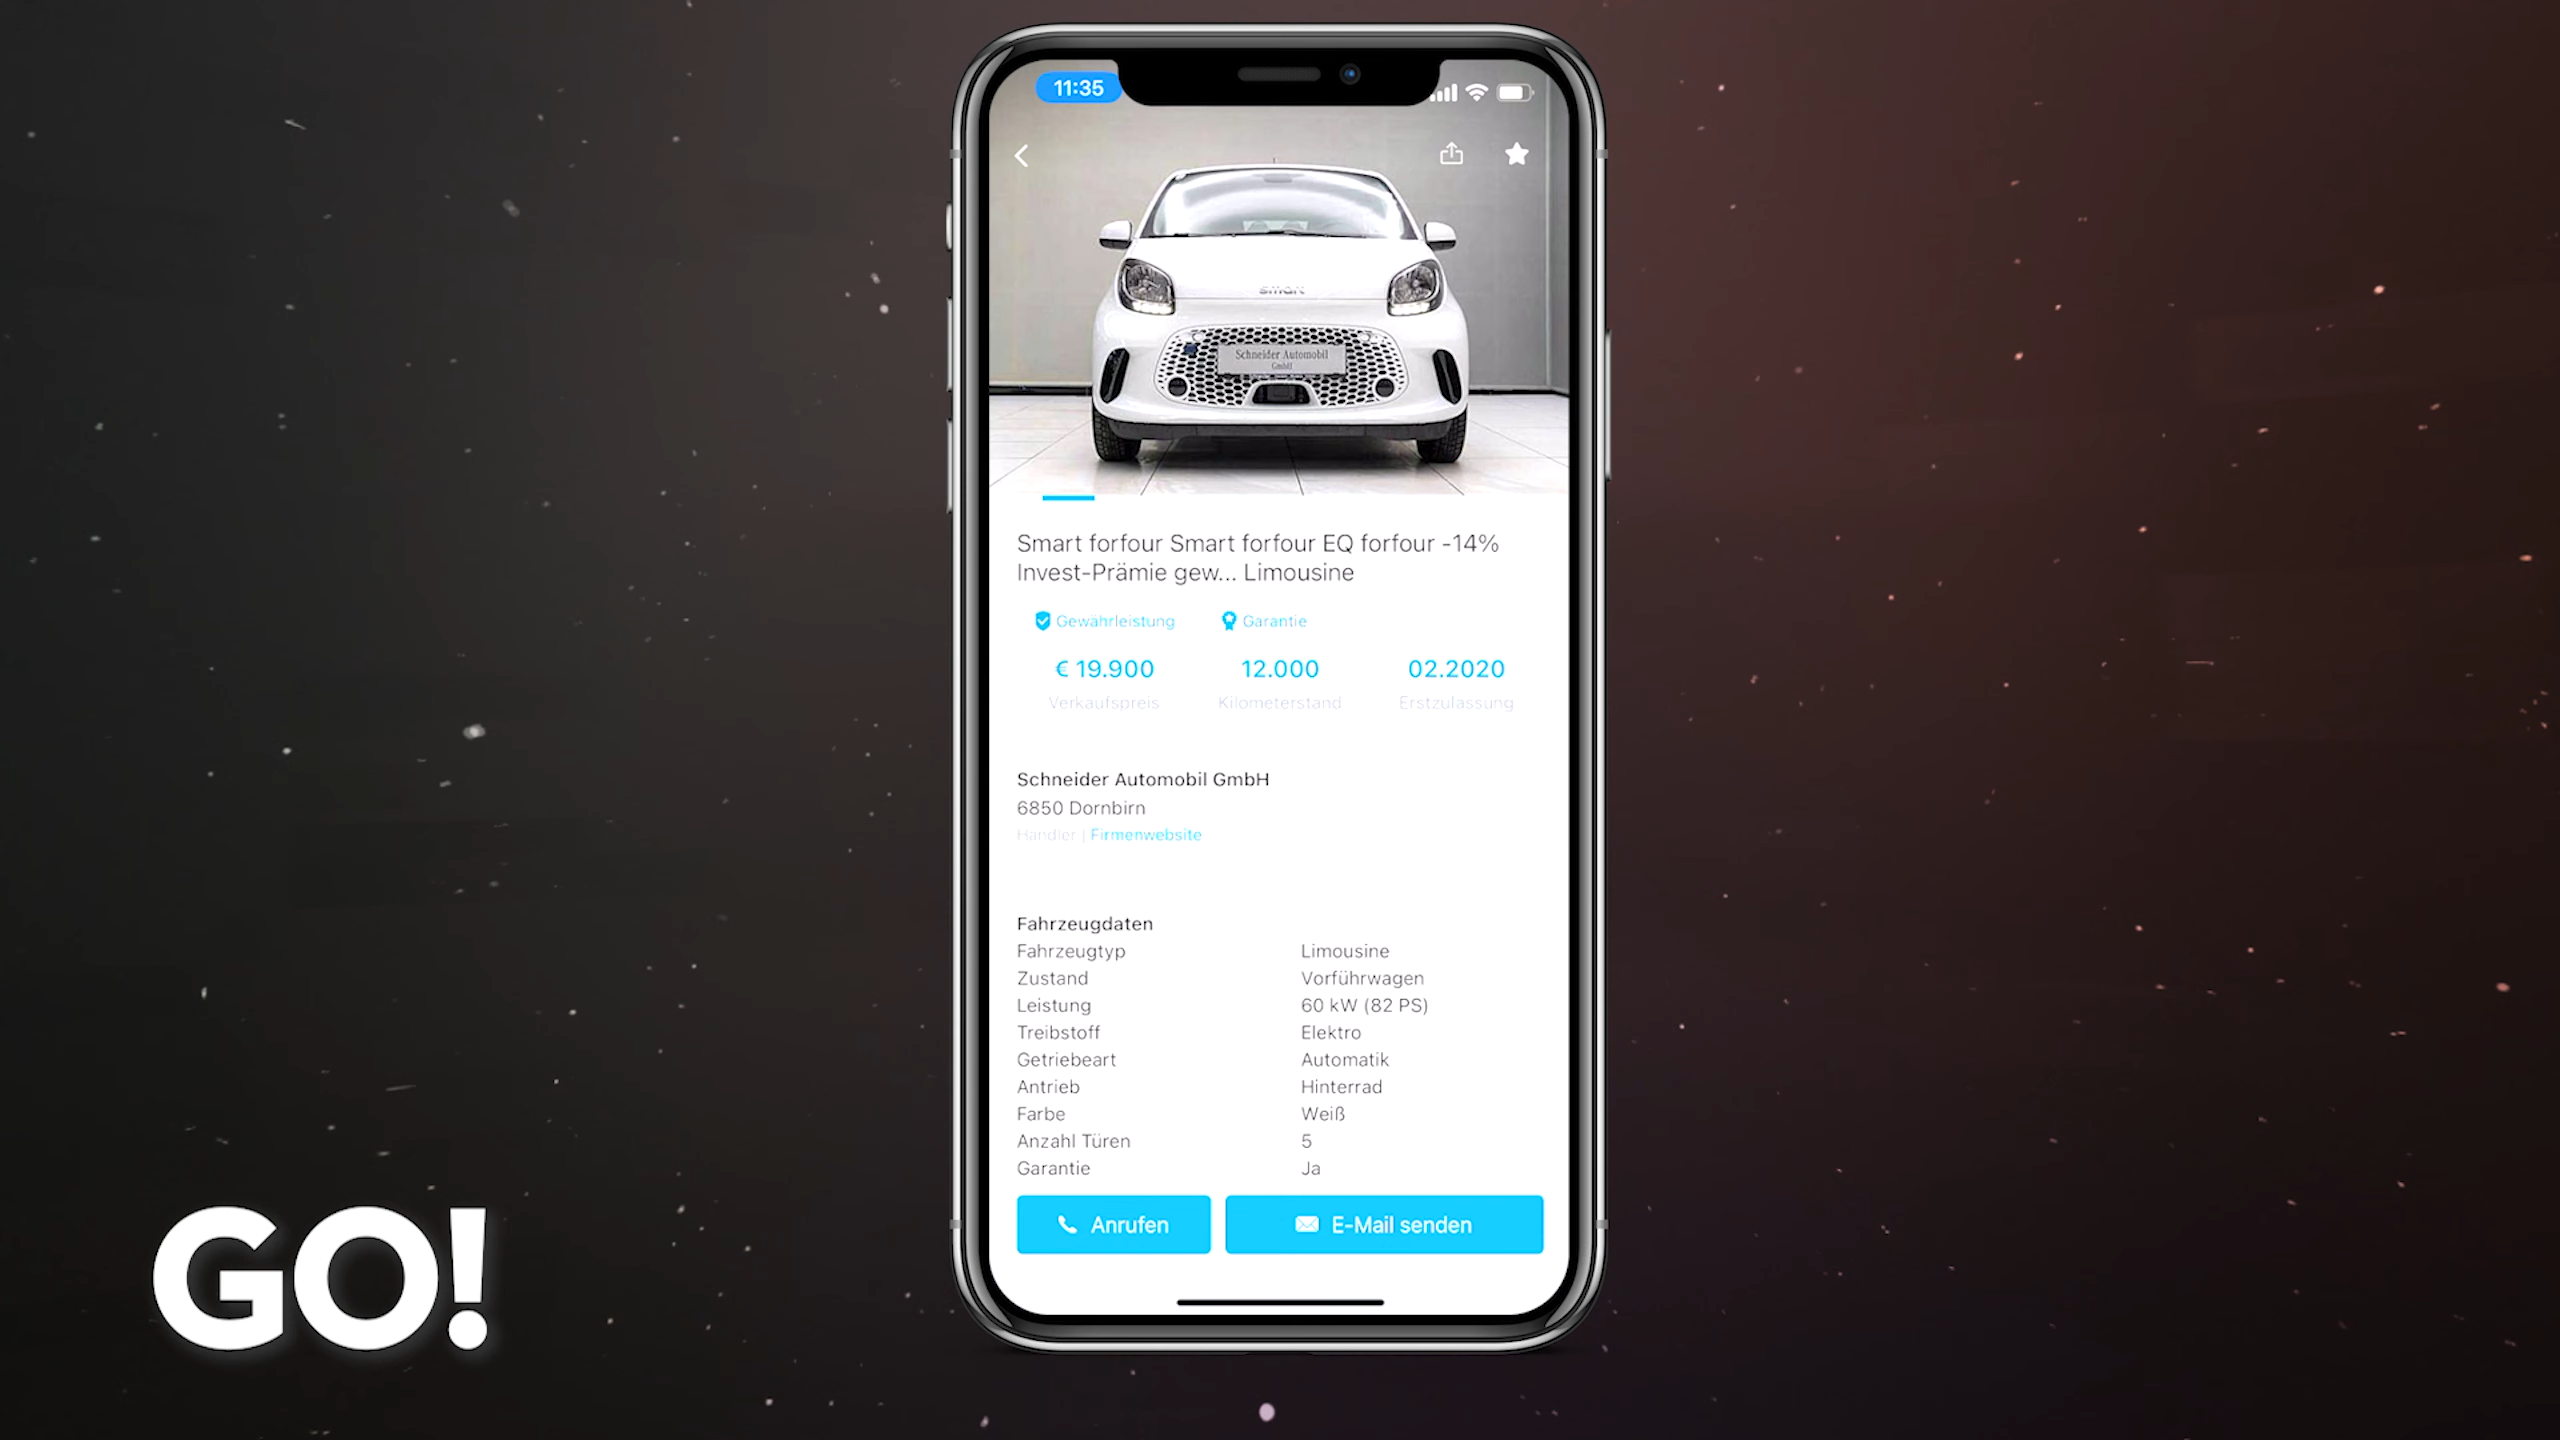 11:35
smart
Schneider Automobil
GmbH
Smart forfour Smart forfour EQ forfour -14%
Invest-Prämie gew... Limousine
Gewährleistung
Garantie
€ 19.900
12.000
02.2020
Verkaufspreis
Kilometerstand
Erstzulassung
Schneider Automobil GmbH
6850 Dornbirn
Händler | Firmenwebsite
Fahrzeugdaten
Fahrzeugtyp Limousine
Zustand Vorführwagen
Leistung 60 kW (82 PS)
Treibstoff Elektro
Getriebeart Automatik
Antrieb Hinterrad
Farbe Weiß
Anzahl Türen 5
Garantie Ja
Anrufen
E-Mail senden
GO!